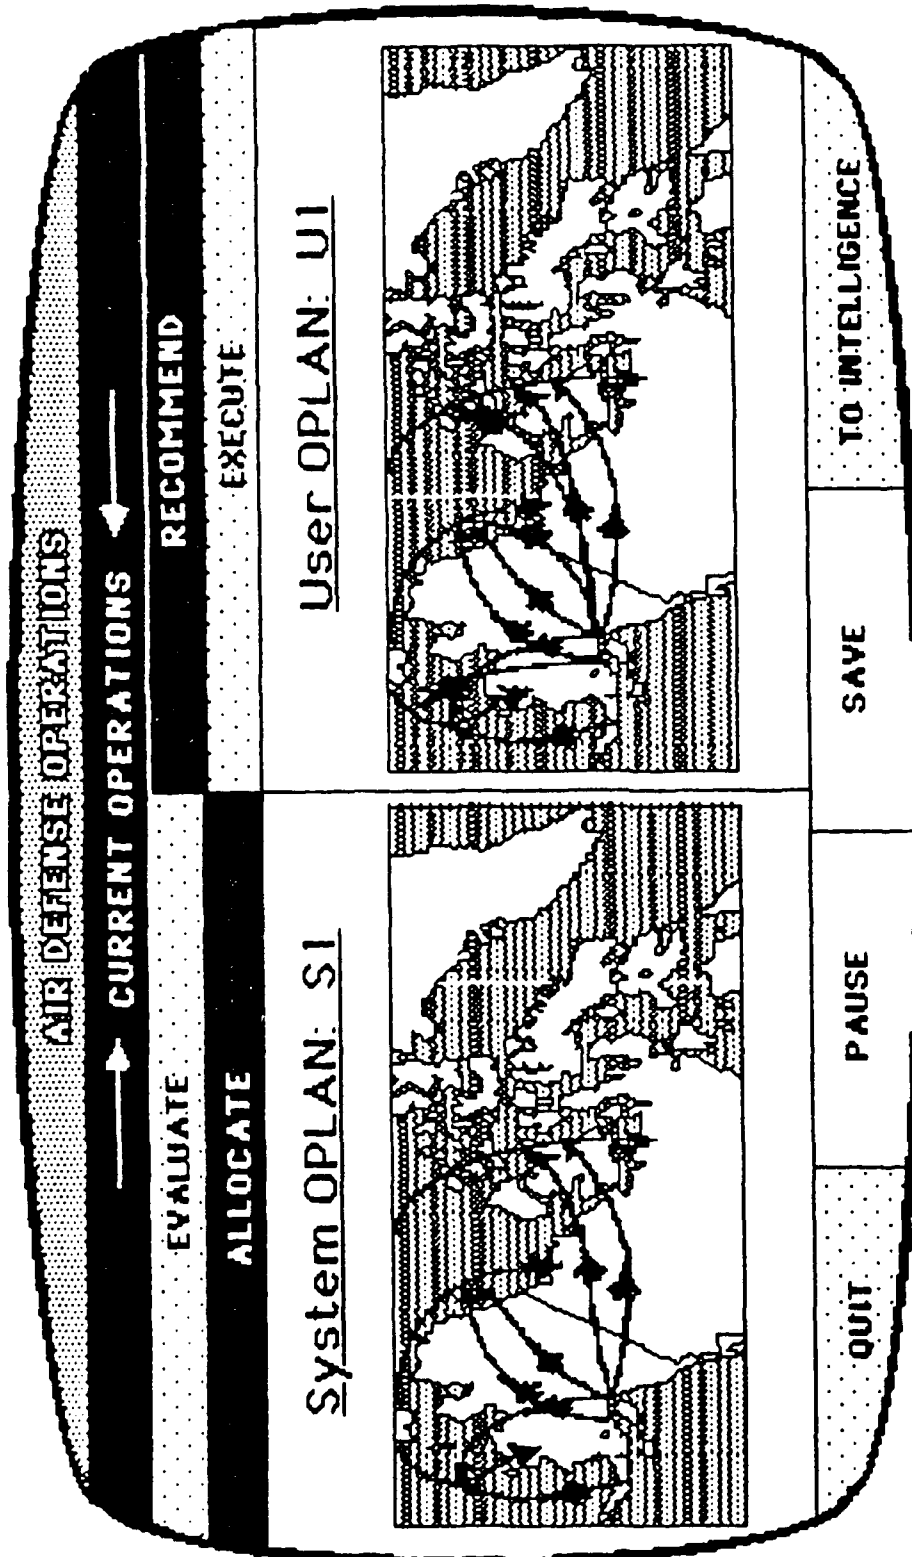 AIR DEFENSE OPERATIONS
CURRENT OPERATIONS
EVALUATE RECOMMEND
ALLOCATE EXECUTE
System OPLAN: S1 User OPLAN: U1
QUIT PAUSE SAVE TO INTELLIGENCE